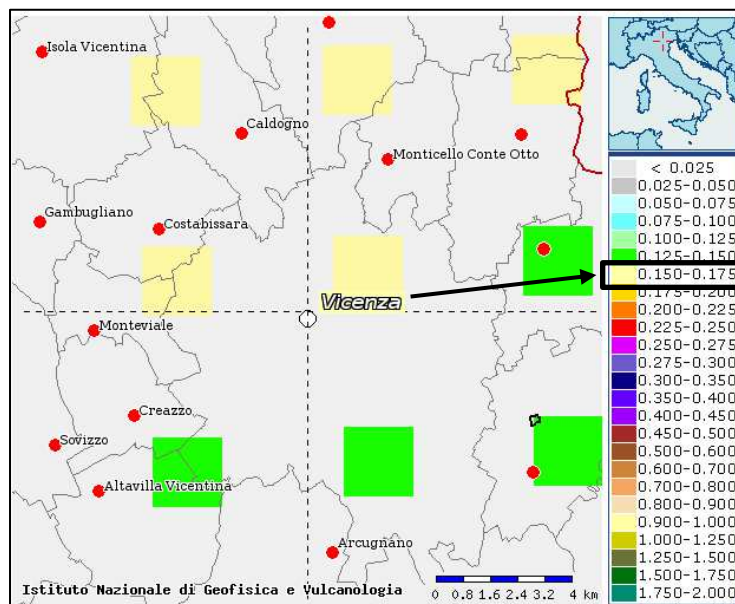 Isola Vicentina
Caldogno
Monticello Conte Otto
Gambugliano
Costabissara
Vicenza
Monteviale
Creazzo
Sovizzo
Altavilla Vicentina
Arcugnano
Istituto Nazionale di Geofisica e Vulcanologia
0 0.8 1.6 2.4 3.2 4 km
< 0.025
0.025-0.050
0.050-0.075
0.075-0.100
0.100-0.125
0.125-0.150
0.150-0.175
0.175-0.200
0.200-0.225
0.225-0.250
0.250-0.275
0.275-0.300
0.300-0.350
0.350-0.400
0.400-0.450
0.450-0.500
0.500-0.600
0.600-0.700
0.700-0.800
0.800-0.900
0.900-1.000
1.000-1.250
1.250-1.500
1.500-1.750
1.750-2.000